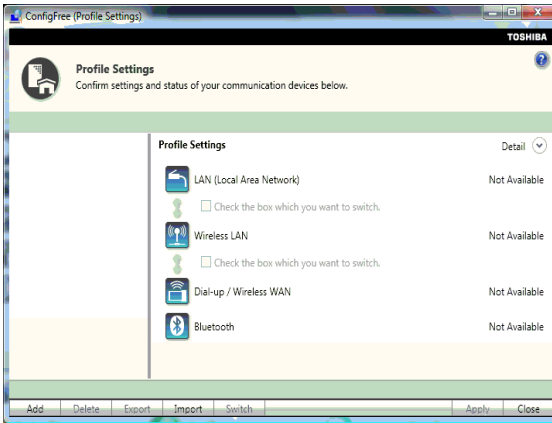 ConfigFree (Profile Settings)
TOSHIBA
Profile Settings
Confirm settings and status of your communication devices below.
?
Profile Settings
Detail
LAN (Local Area Network)
Not Available
Check the box which you want to switch.
Wireless LAN
Not Available
Check the box which you want to switch.
Dial-up / Wireless WAN
Not Available
Bluetooth
Not Available
Add Delete Export Import Switch Apply Close